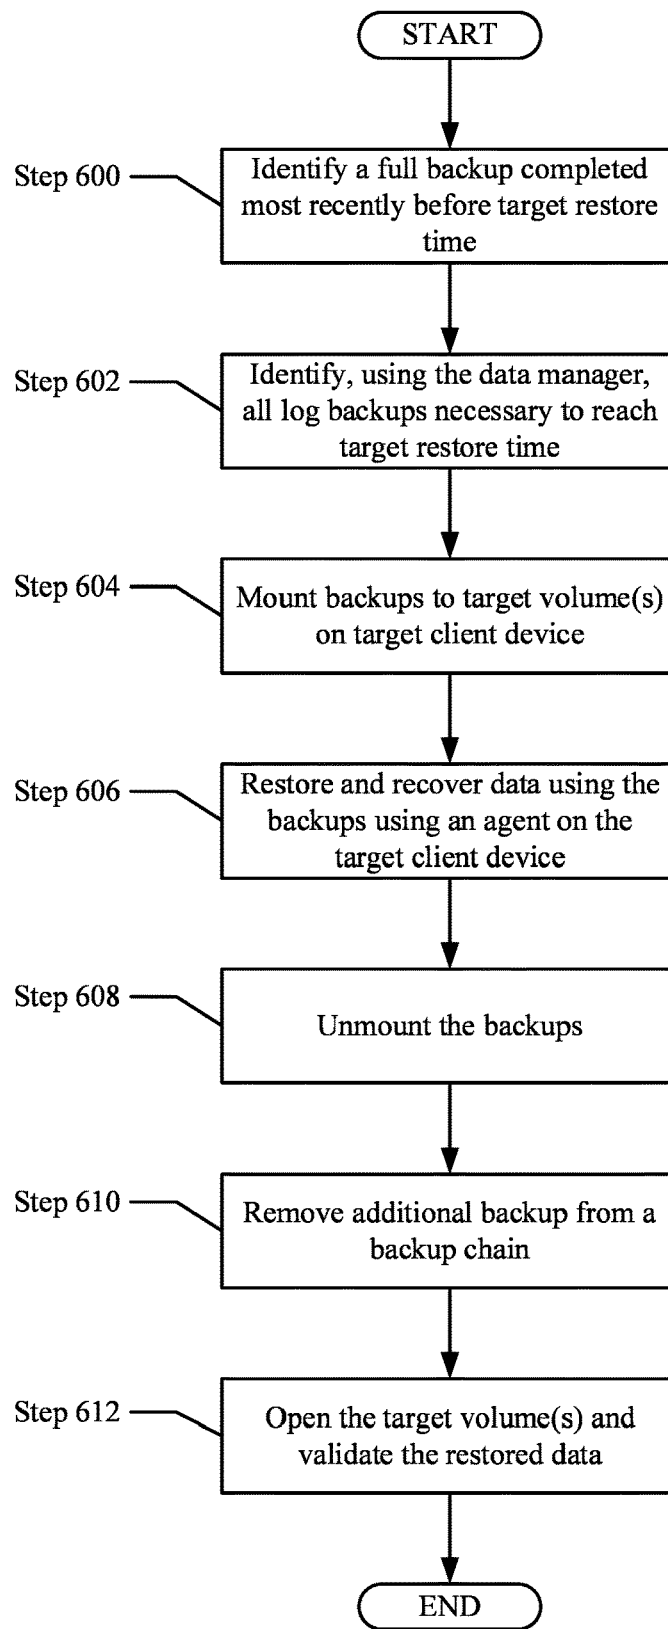 START
Step 600
Identify a full backup completed
most recently before target restore
time
Step 602
Identify, using the data manager,
all log backups necessary to reach
target restore time
Step 604
Mount backups to target volume(s)
on target client device
Step 606
Restore and recover data using the
backups using an agent on the
target client device
Step 608
Unmount the backups
Step 610
Remove additional backup from a
backup chain
Step 612
Open the target volume(s) and
validate the restored data
END